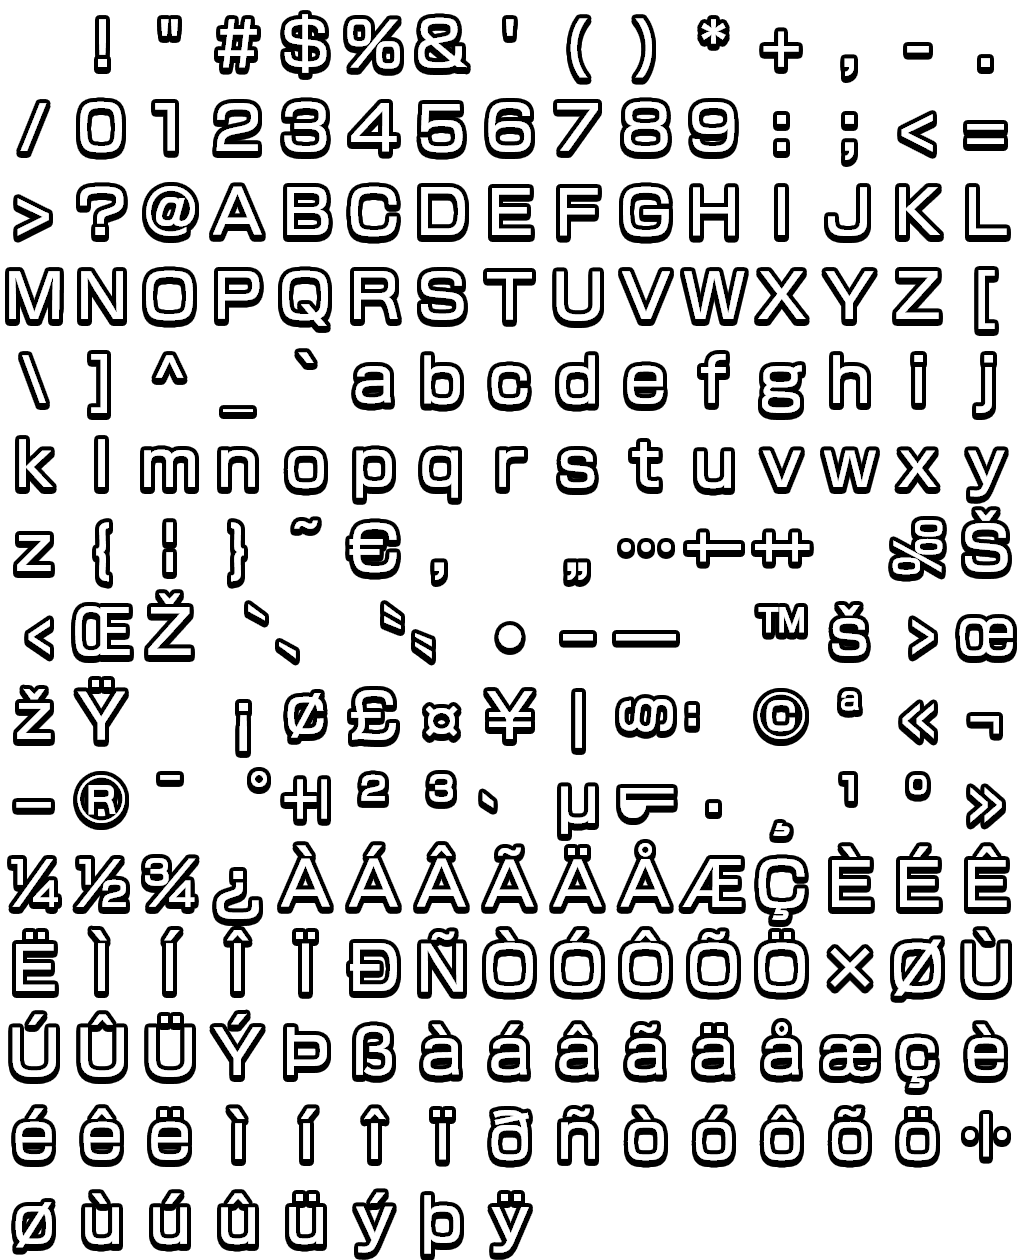 ! " # $ % & ' ( ) * + , - .
/ 0 1 2 3 4 5 6 7 8 9 : ; < =
> ? @ A B C D E F G H I J K L
M N O P Q R S T U V W X Y Z [
\ ] ^ _ ` a b c d e f g h i j
k l m n o p q r s t u v w x y
z { ¦ } ~ € ‚ „ … † ‡ ‰ Š
‹ Œ Ž • – — ™ š › œ
ž Ÿ ¡ Ø £ ¤ ¥ | § © ª « ¬
– ® ¯ ° ± ² ³ µ · ¹ º »
¼ ½ ¾ ¿ À Á Â Ã Ä Å Æ Ç È É Ê
Ë Ì Í Î Ï Ð Ñ Ò Ó Ô Õ Ö × Ø Ù
Ú Û Ü Ý Þ ß à á â ã ä å æ ç è
é ê ë ì í î ï ð ñ ò ó ô õ ö ÷
ø ù ú û ü ý þ ÿ